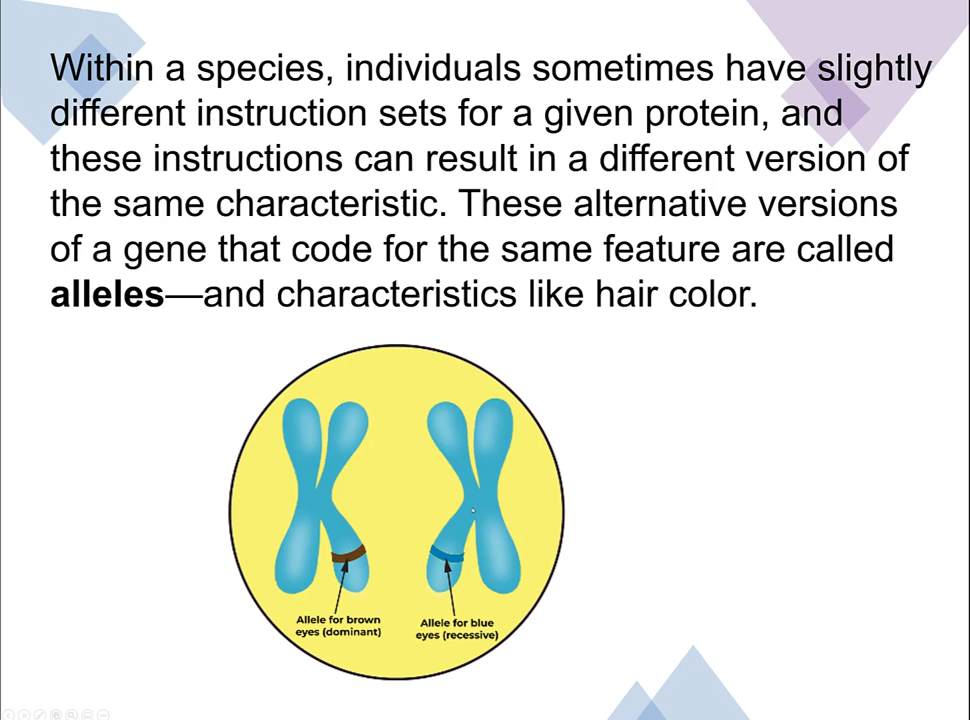 Within a species, individuals sometimes have slightly
different instruction sets for a given protein, and
these instructions can result in a different version of
the same characteristic. These alternative versions
of a gene that code for the same feature are called
alleles—and characteristics like hair color.
Allele for brown
eyes (dominant)
Allele for blue
eyes (recessive)